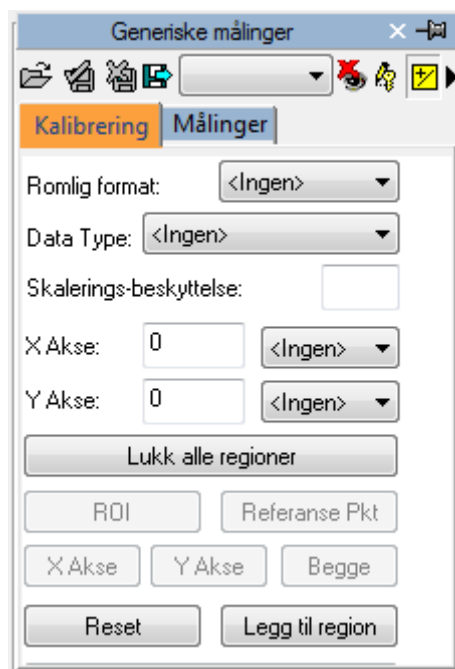 Generiske målinger
Kalibrering Målinger
Romlig format: <Ingen>
Data Type: <Ingen>
Skalerings-beskyttelse:
X Akse: 0 <Ingen>
Y Akse: 0 <Ingen>
Lukk alle regioner
ROI Referanse Pkt
X Akse Y Akse Begge
Reset Legg til region